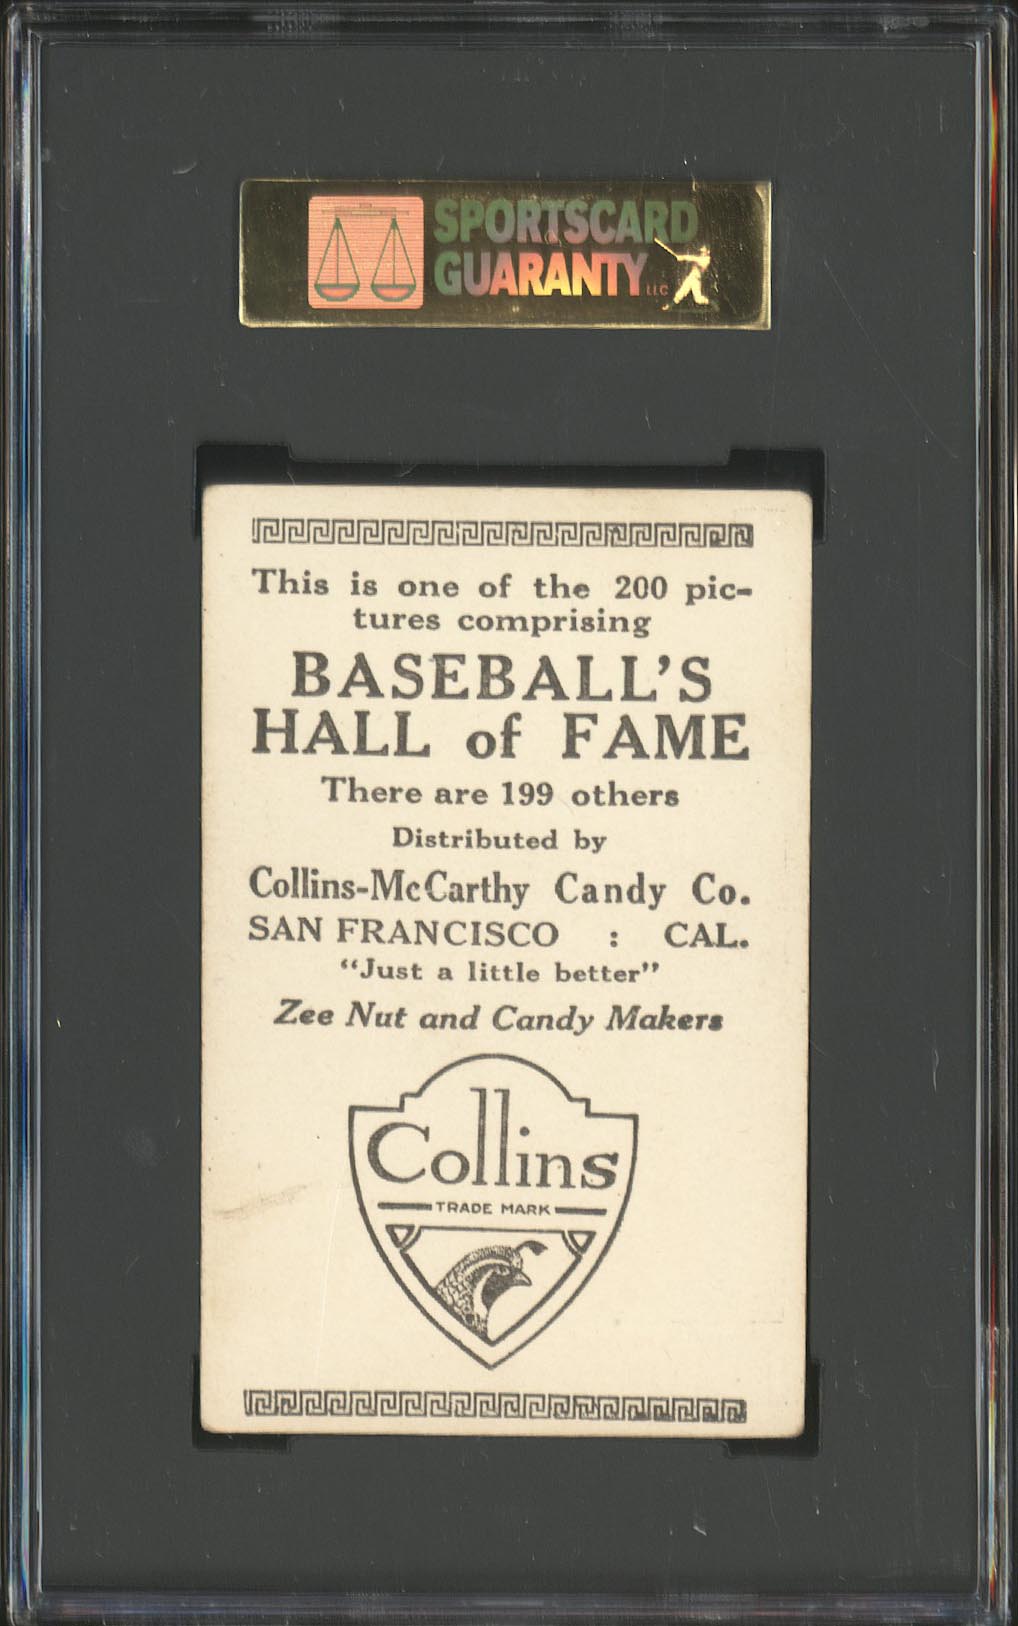 SPORTSCARD
GUARANTY LLC
This is one of the 200 pic-
tures comprising
BASEBALL'S
HALL of FAME
There are 199 others
Distributed by
Collins-McCarthy Candy Co.
SAN FRANCISCO : CAL.
"Just a little better"
Zee Nut and Candy Makers
Collins
TRADE MARK